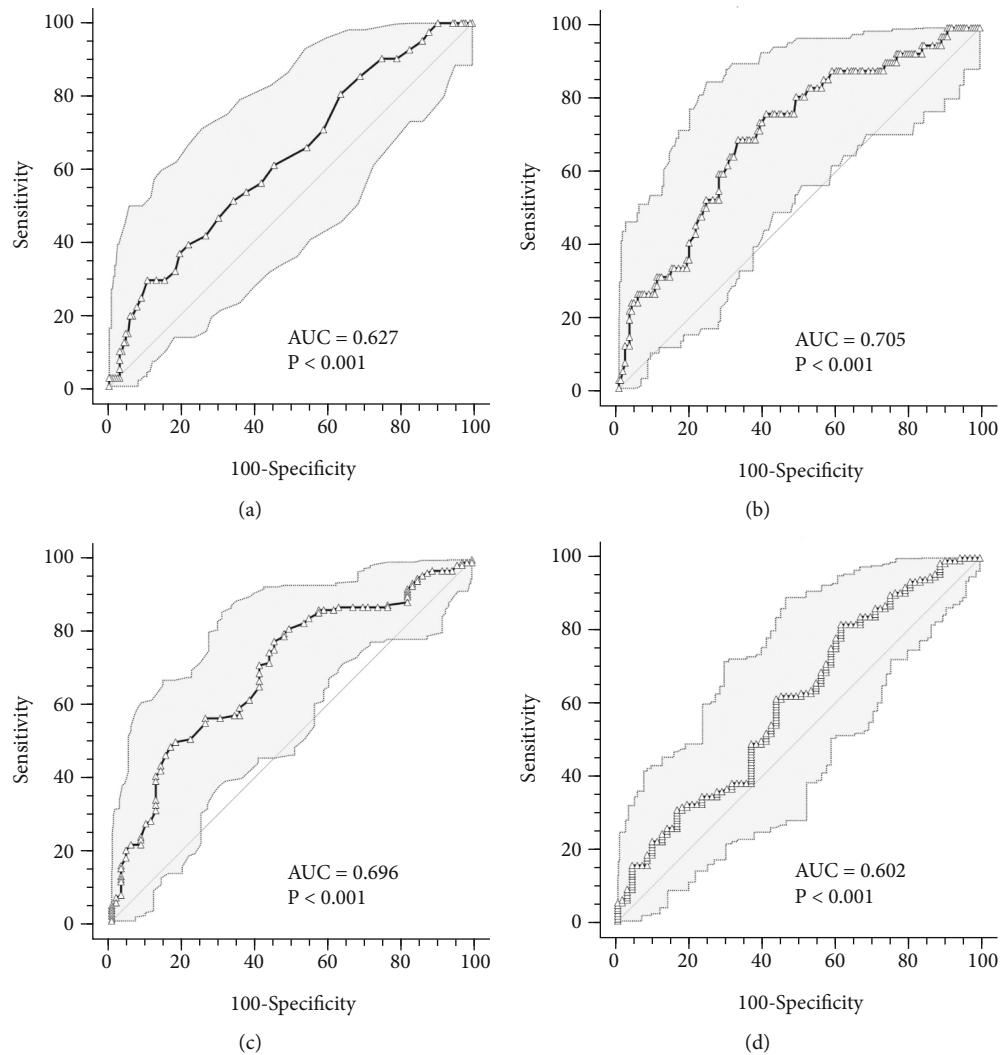 100
80
60
40
20
0
Sensitivity
0 20 40 60 80 100
100-Specificity
AUC = 0.627
P < 0.001
(a)
100
80
60
40
20
0
Sensitivity
0 20 40 60 80 100
100-Specificity
AUC = 0.705
P < 0.001
(b)
100
80
60
40
20
0
Sensitivity
0 20 40 60 80 100
100-Specificity
AUC = 0.696
P < 0.001
(c)
100
80
60
40
20
0
Sensitivity
0 20 40 60 80 100
100-Specificity
AUC = 0.602
P < 0.001
(d)